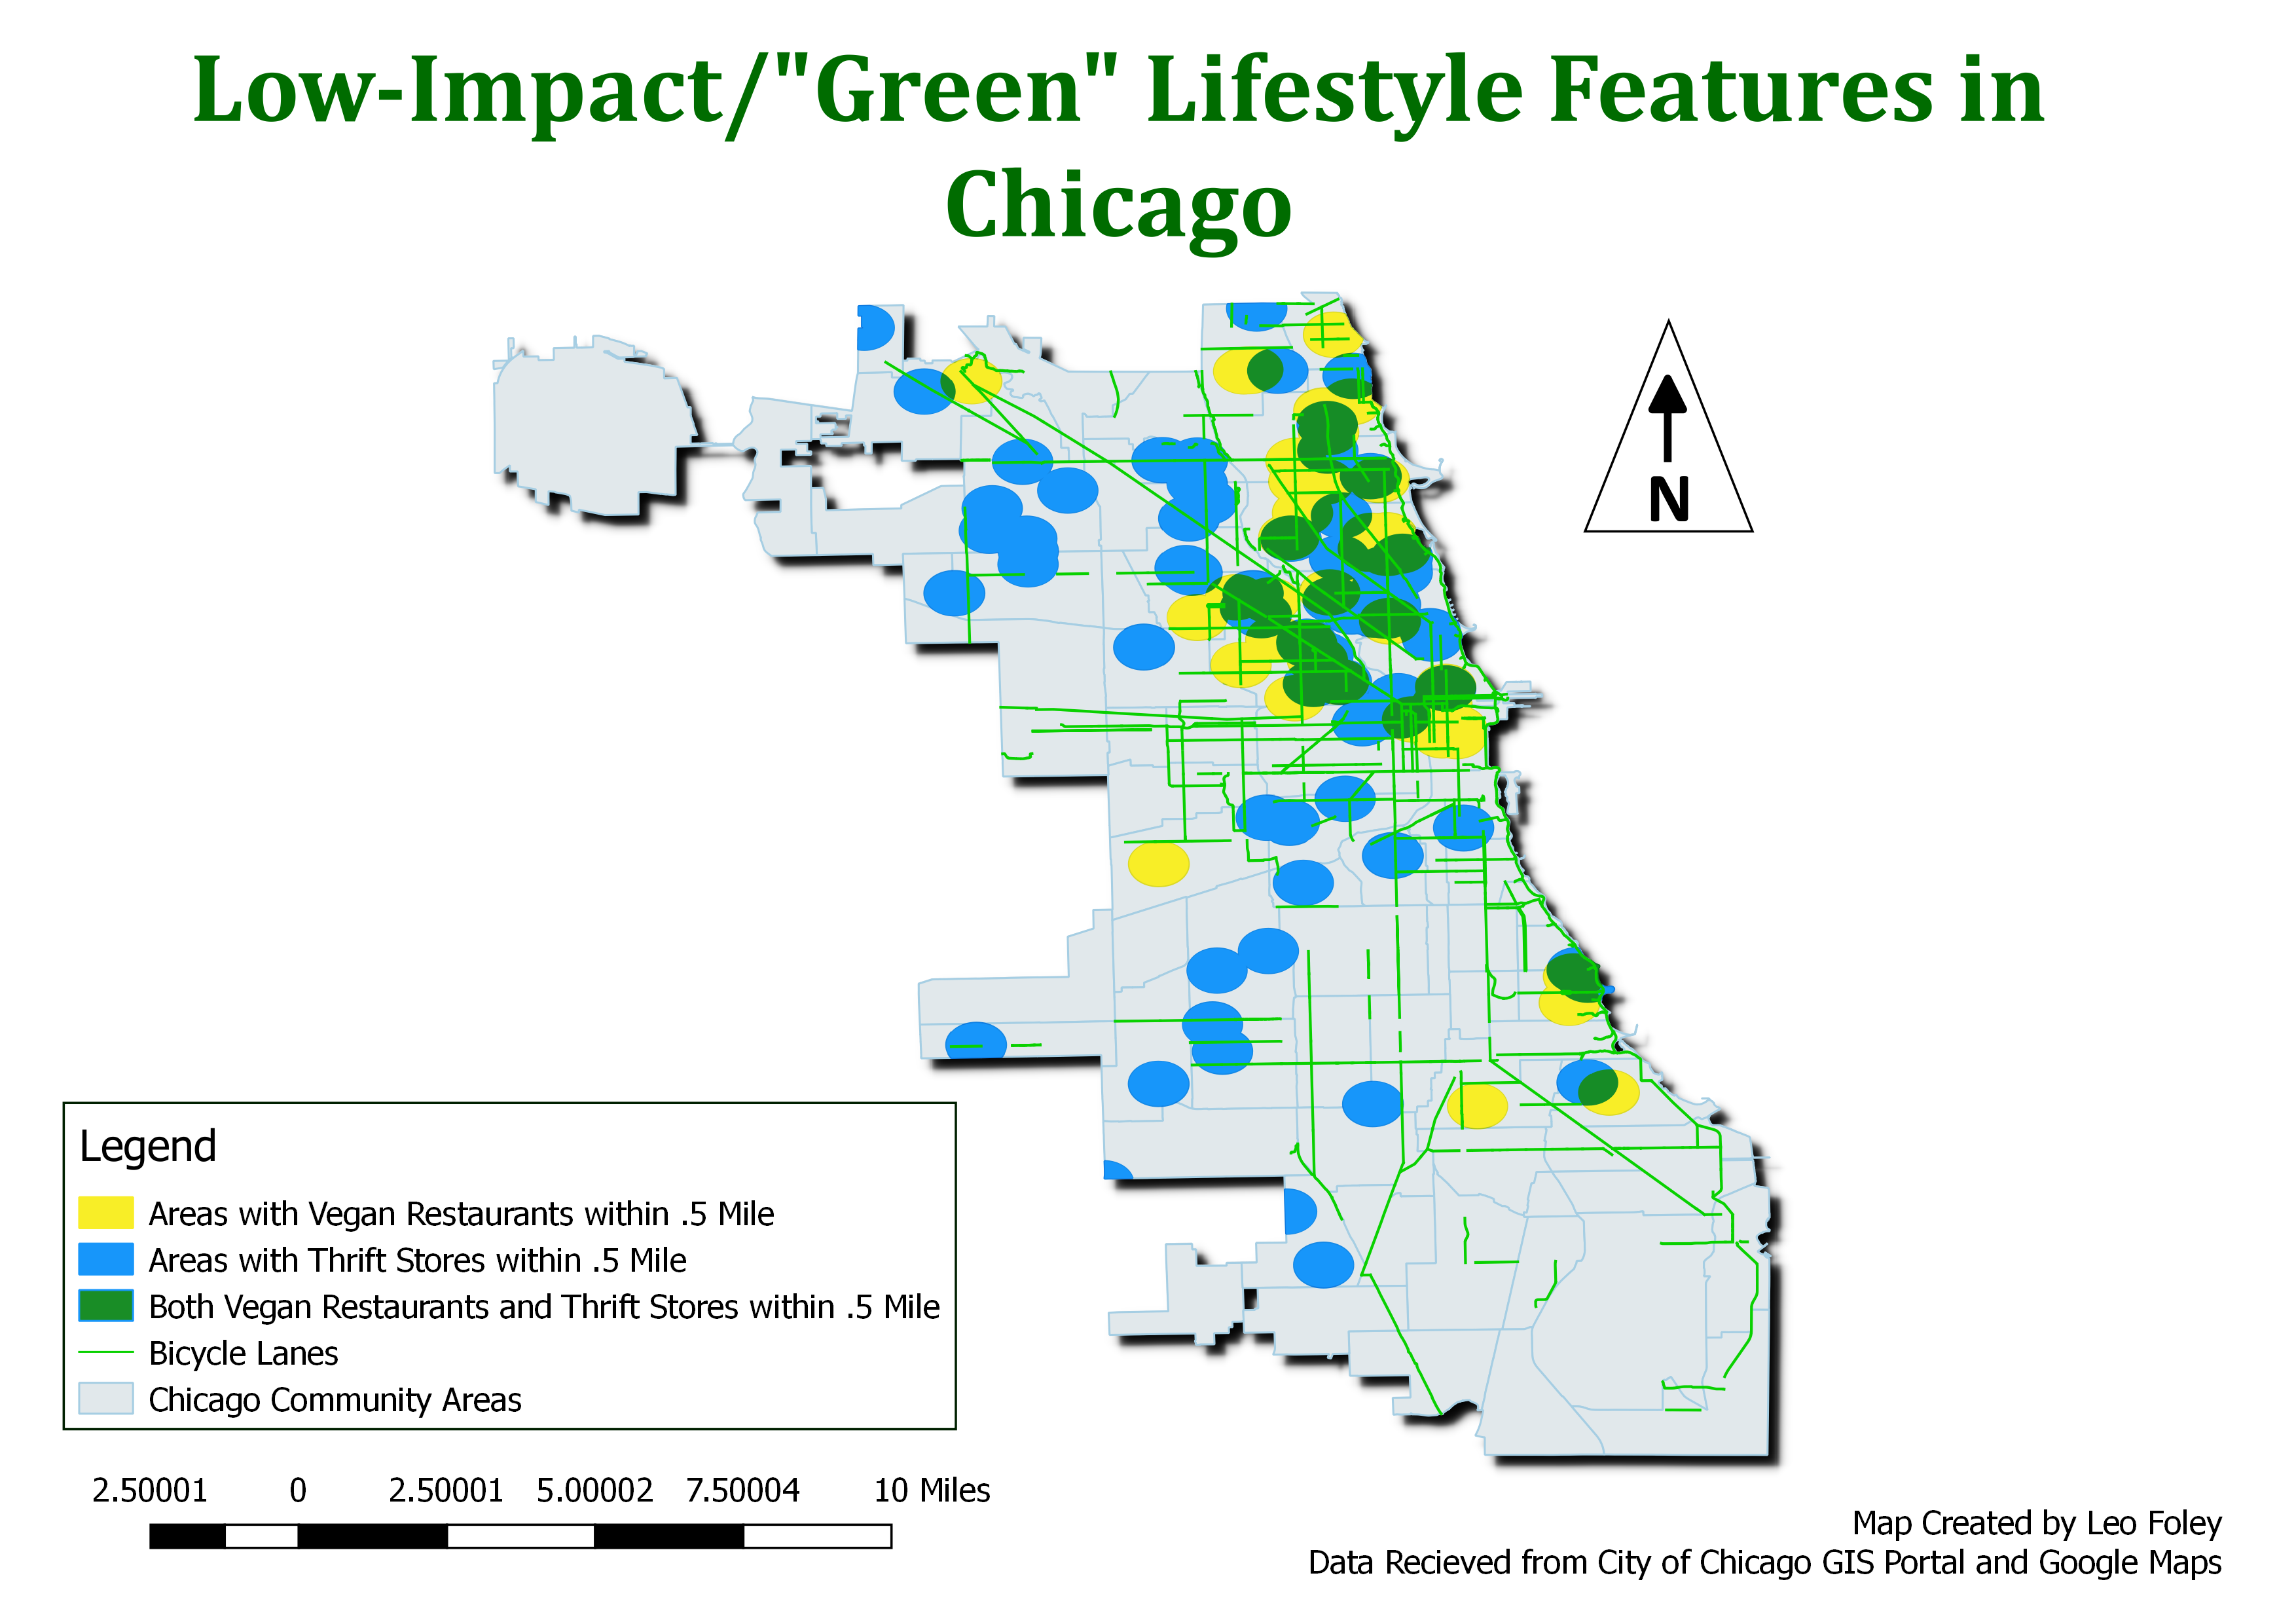 Low-Impact/"Green" Lifestyle Features in
Chicago
N
Legend
Areas with Vegan Restaurants within .5 Mile
Areas with Thrift Stores within .5 Mile
Both Vegan Restaurants and Thrift Stores within .5 Mile
Bicycle Lanes
Chicago Community Areas
2.50001 0 2.50001 5.00002 7.50004 10 Miles
Map Created by Leo Foley
Data Recieved from City of Chicago GIS Portal and Google Maps